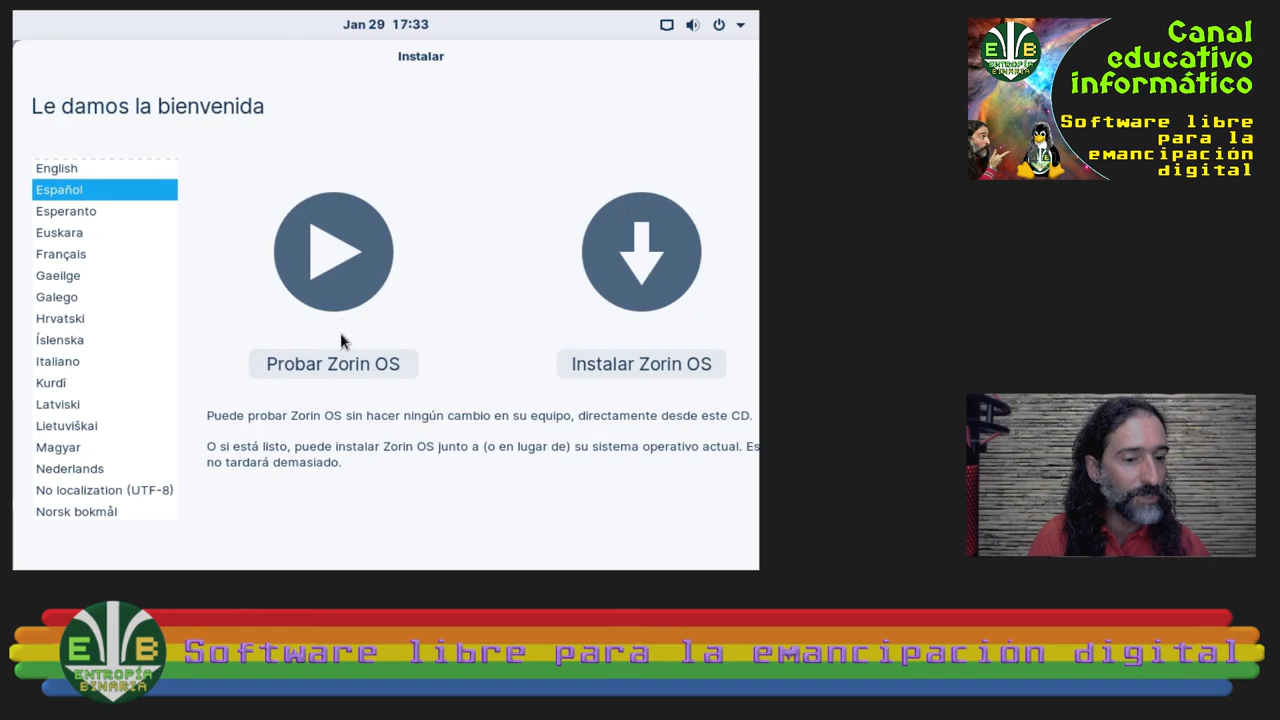 Jan 29 17:33
Instalar
Le damos la bienvenida
English
Español
Esperanto
Euskara
Français
Gaeilge
Galego
Hrvatski
Íslenska
Italiano
Kurdî
Latviski
Lietuviškai
Magyar
Nederlands
No localization (UTF-8)
Norsk bokmål
Probar Zorin OS
Instalar Zorin OS
Puede probar Zorin OS sin hacer ningún cambio en su equipo, directamente desde este CD.
O si está listo, puede instalar Zorin OS junto a (o en lugar de) su sistema operativo actual. Es
no tardará demasiado.
Canal
educativo
informático
Software libre
para la
emancipación
digital
E B
ENTROPÍA
BINARIA
E B
ENTROPÍA
BINARIA
Software libre para la emancipación digital